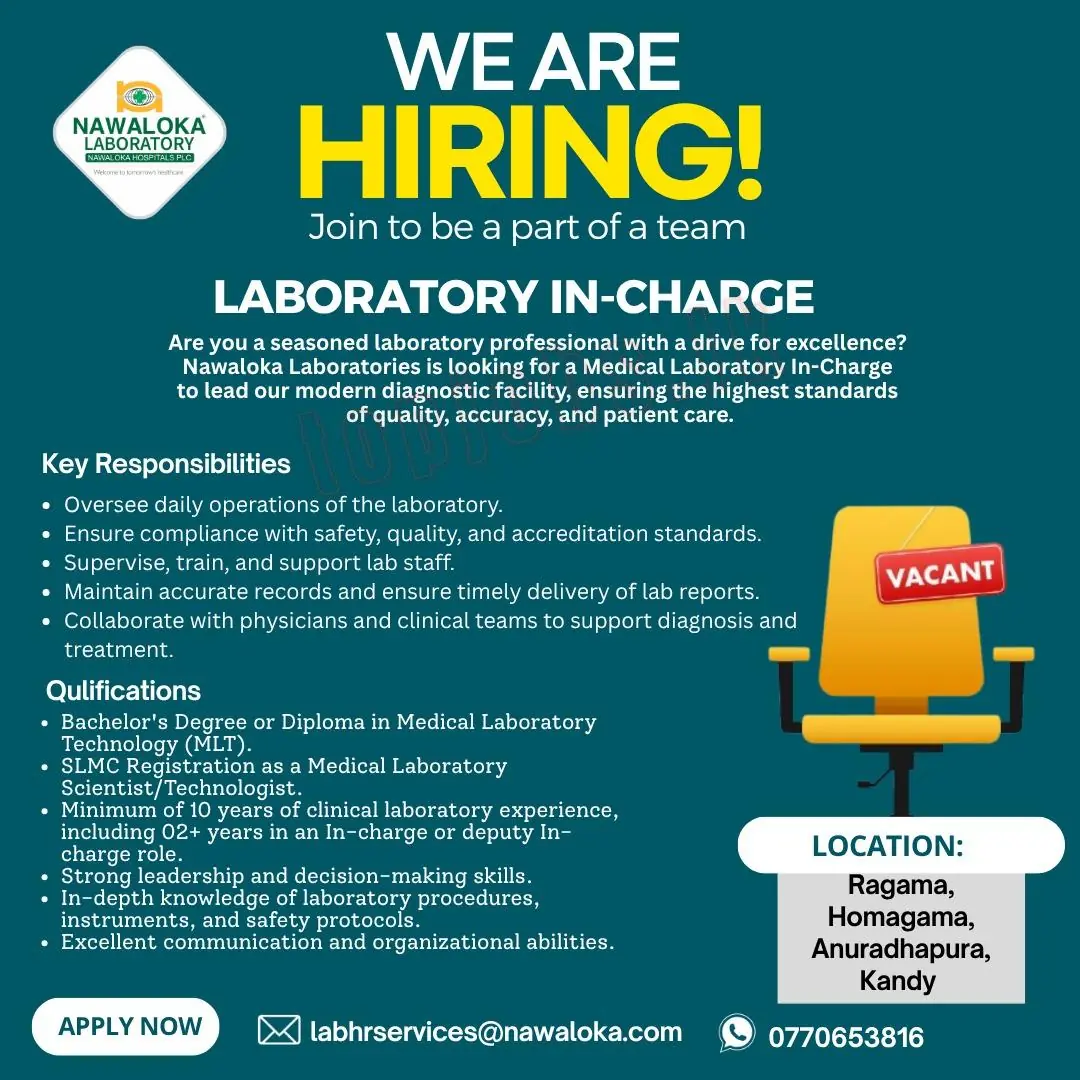 WE ARE
HIRING!
Join to be a part of a team
NAWALOKA
LABORATORY
NAWALOKA HOSPITALS PLC
Welcome to tomorrow's healthcare
LABORATORY IN-CHARGE
Are you a seasoned laboratory professional with a drive for excellence?
Nawaloka Laboratories is looking for a Medical Laboratory In-Charge
to lead our modern diagnostic facility, ensuring the highest standards
of quality, accuracy, and patient care.
Key Responsibilities
• Oversee daily operations of the laboratory.
• Ensure compliance with safety, quality, and accreditation standards.
• Supervise, train, and support lab staff.
• Maintain accurate records and ensure timely delivery of lab reports.
• Collaborate with physicians and clinical teams to support diagnosis and
treatment.
VACANT
Qulifications
• Bachelor's Degree or Diploma in Medical Laboratory
Technology (MLT).
• SLMC Registration as a Medical Laboratory
Scientist/Technologist.
• Minimum of 10 years of clinical laboratory experience,
including 02+ years in an In-charge or deputy In-
charge role.
• Strong leadership and decision-making skills.
• In-depth knowledge of laboratory procedures,
instruments, and safety protocols.
• Excellent communication and organizational abilities.
LOCATION:
Ragama,
Homagama,
Anuradhapura,
Kandy
APPLY NOW
labhrservices@nawaloka.com
0770653816